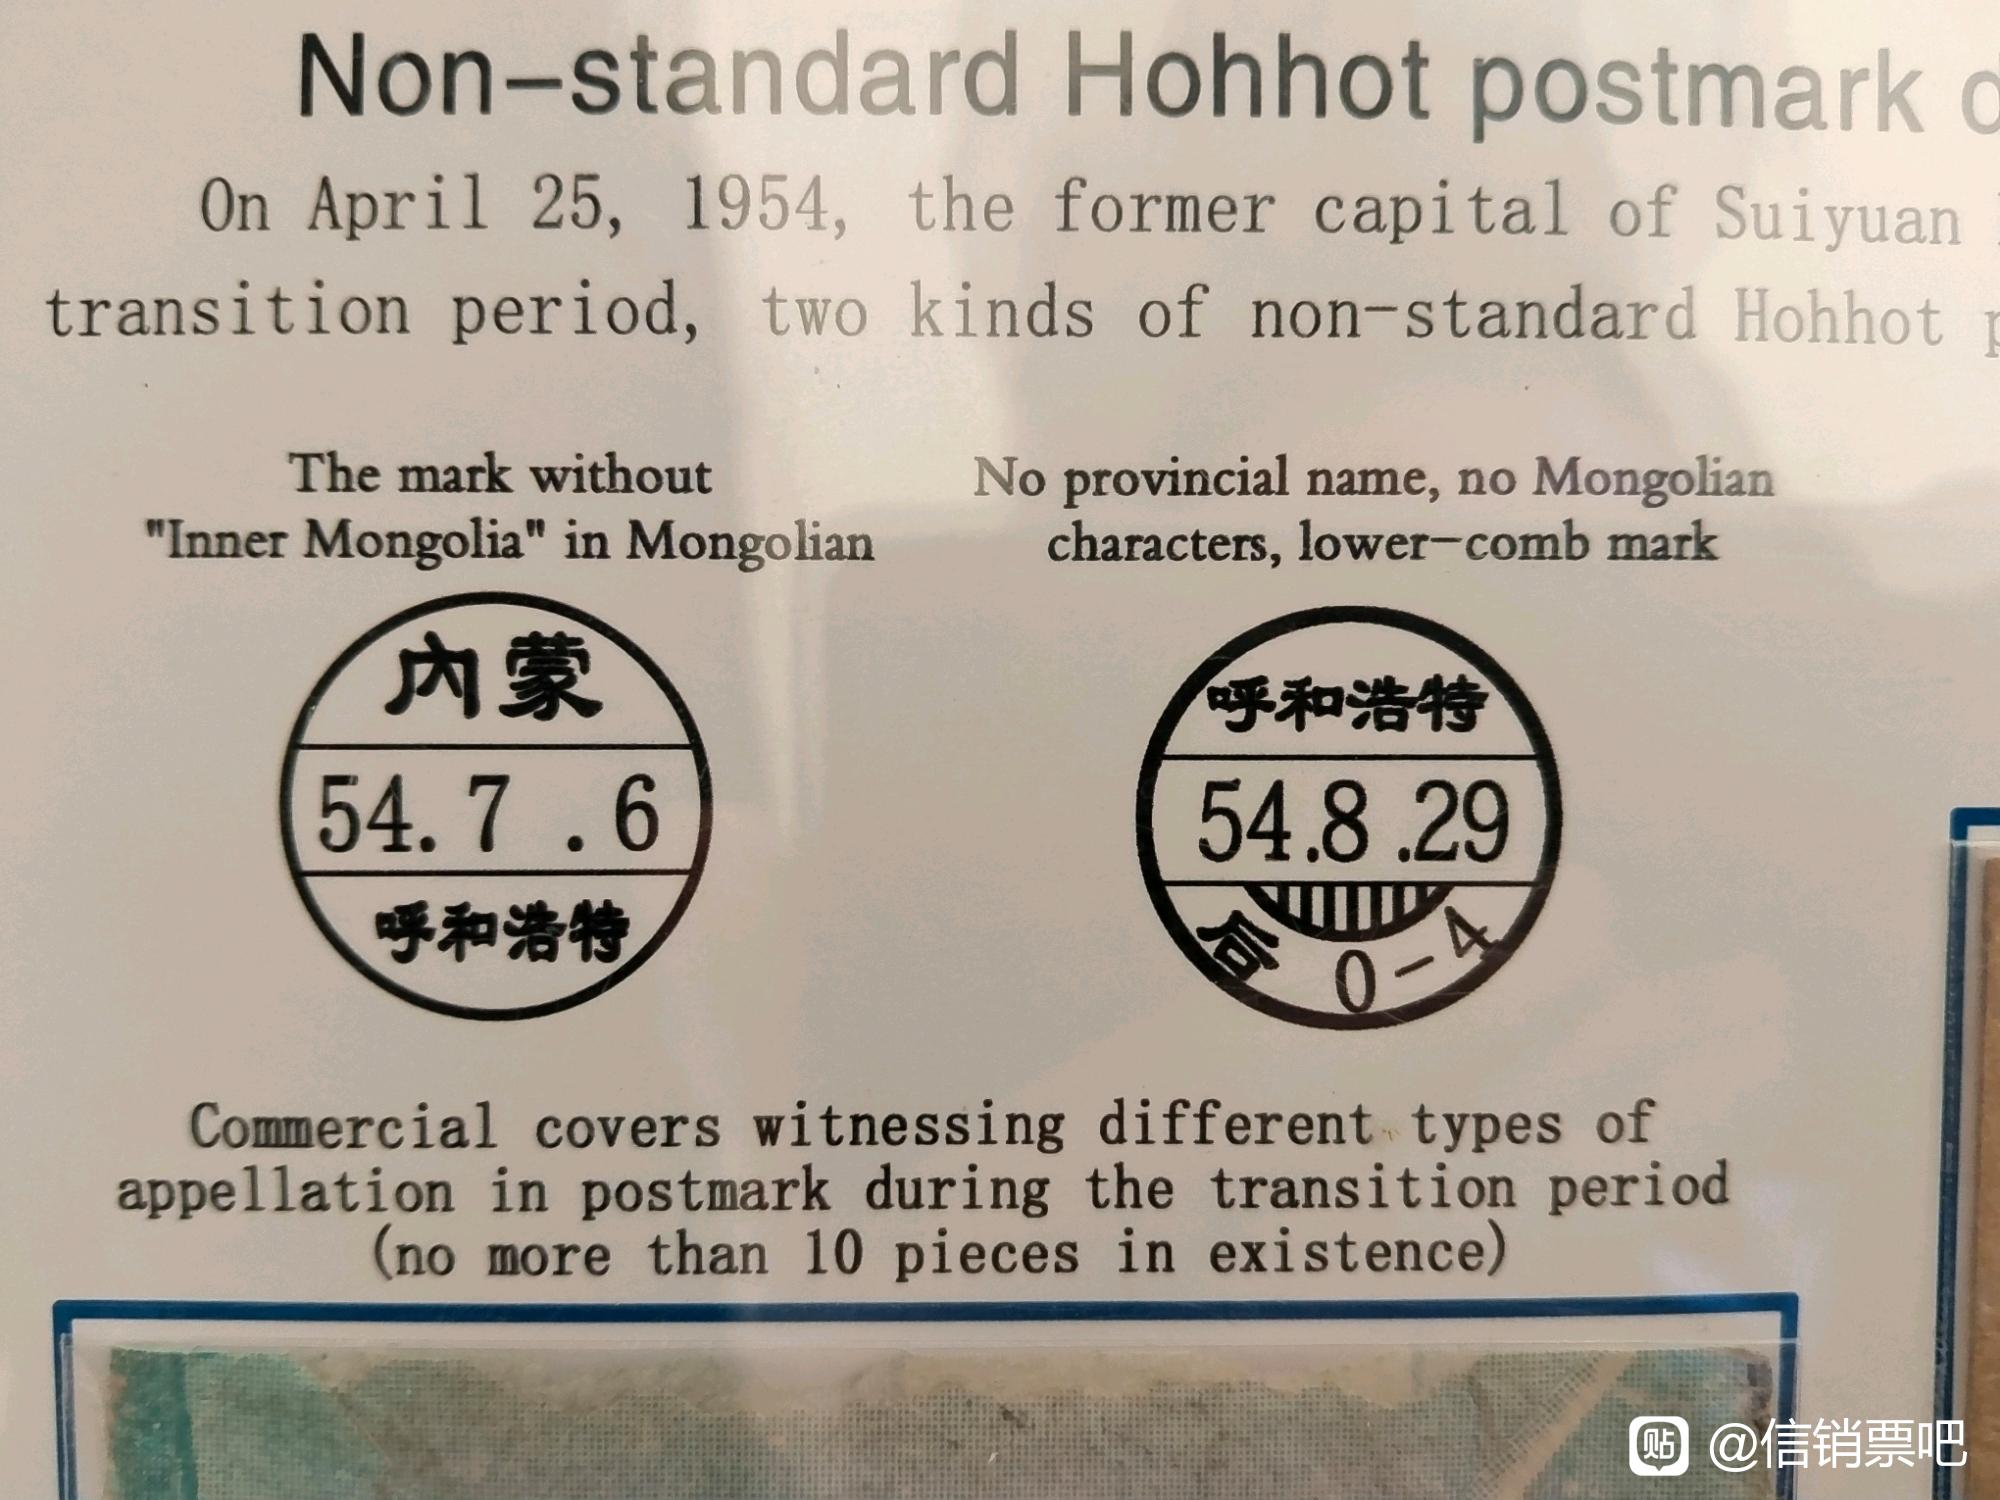 Non-standard Hohhot postmark
On April 25, 1954, the former capital of Suiyuan
transition period, two kinds of non-standard Hohhot
The mark without
"Inner Mongolia" in Mongolian
No provincial name, no Mongolian
characters, lower-comb mark
內蒙
54.7.6
呼和浩特
呼和浩特
54.8.29
0-4
Commercial covers witnessing different types of
appellation in postmark during the transition period
(no more than 10 pieces in existence)
贴 @信销票吧